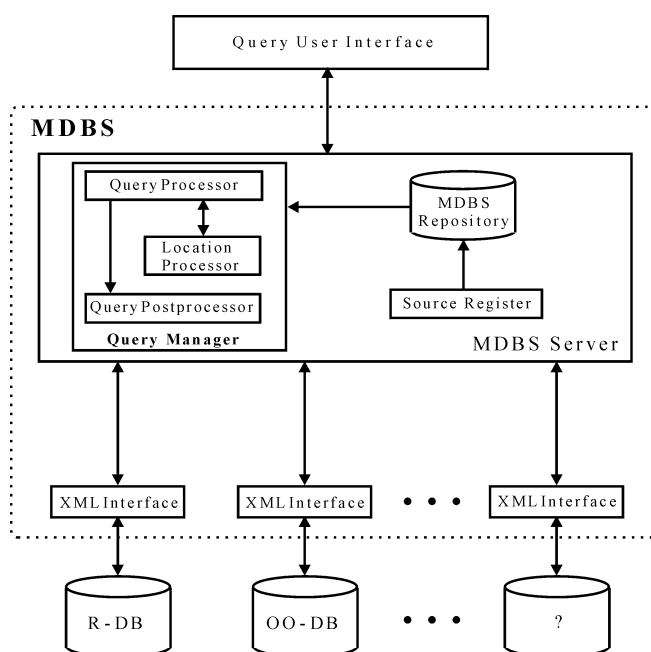 Query User Interface
MDBS
Query Processor
MDBS
Repository
Location
Processor
Query Postprocessor
Source Register
Query Manager
MDBS Server
XML Interface
XML Interface
• • •
XML Interface
R-DB
OO-DB
• • •
?